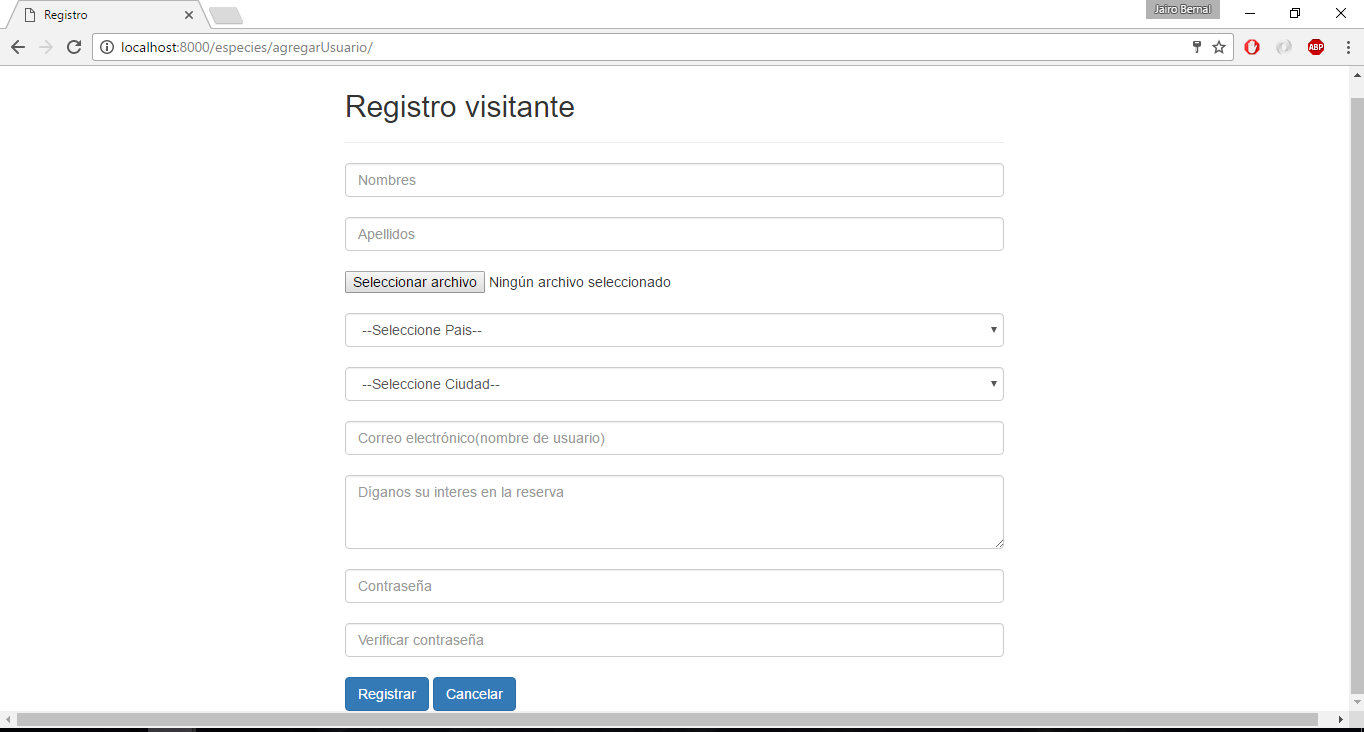 Registro
Jairo Bernal
localhost:8000/especies/agregarUsuario/
ABP
Registro visitante
Nombres
Apellidos
Seleccionar archivo Ningún archivo seleccionado
--Seleccione Pais--
--Seleccione Ciudad--
Correo electrónico(nombre de usuario)
Díganos su interes en la reserva
Contraseña
Verificar contraseña
Registrar Cancelar